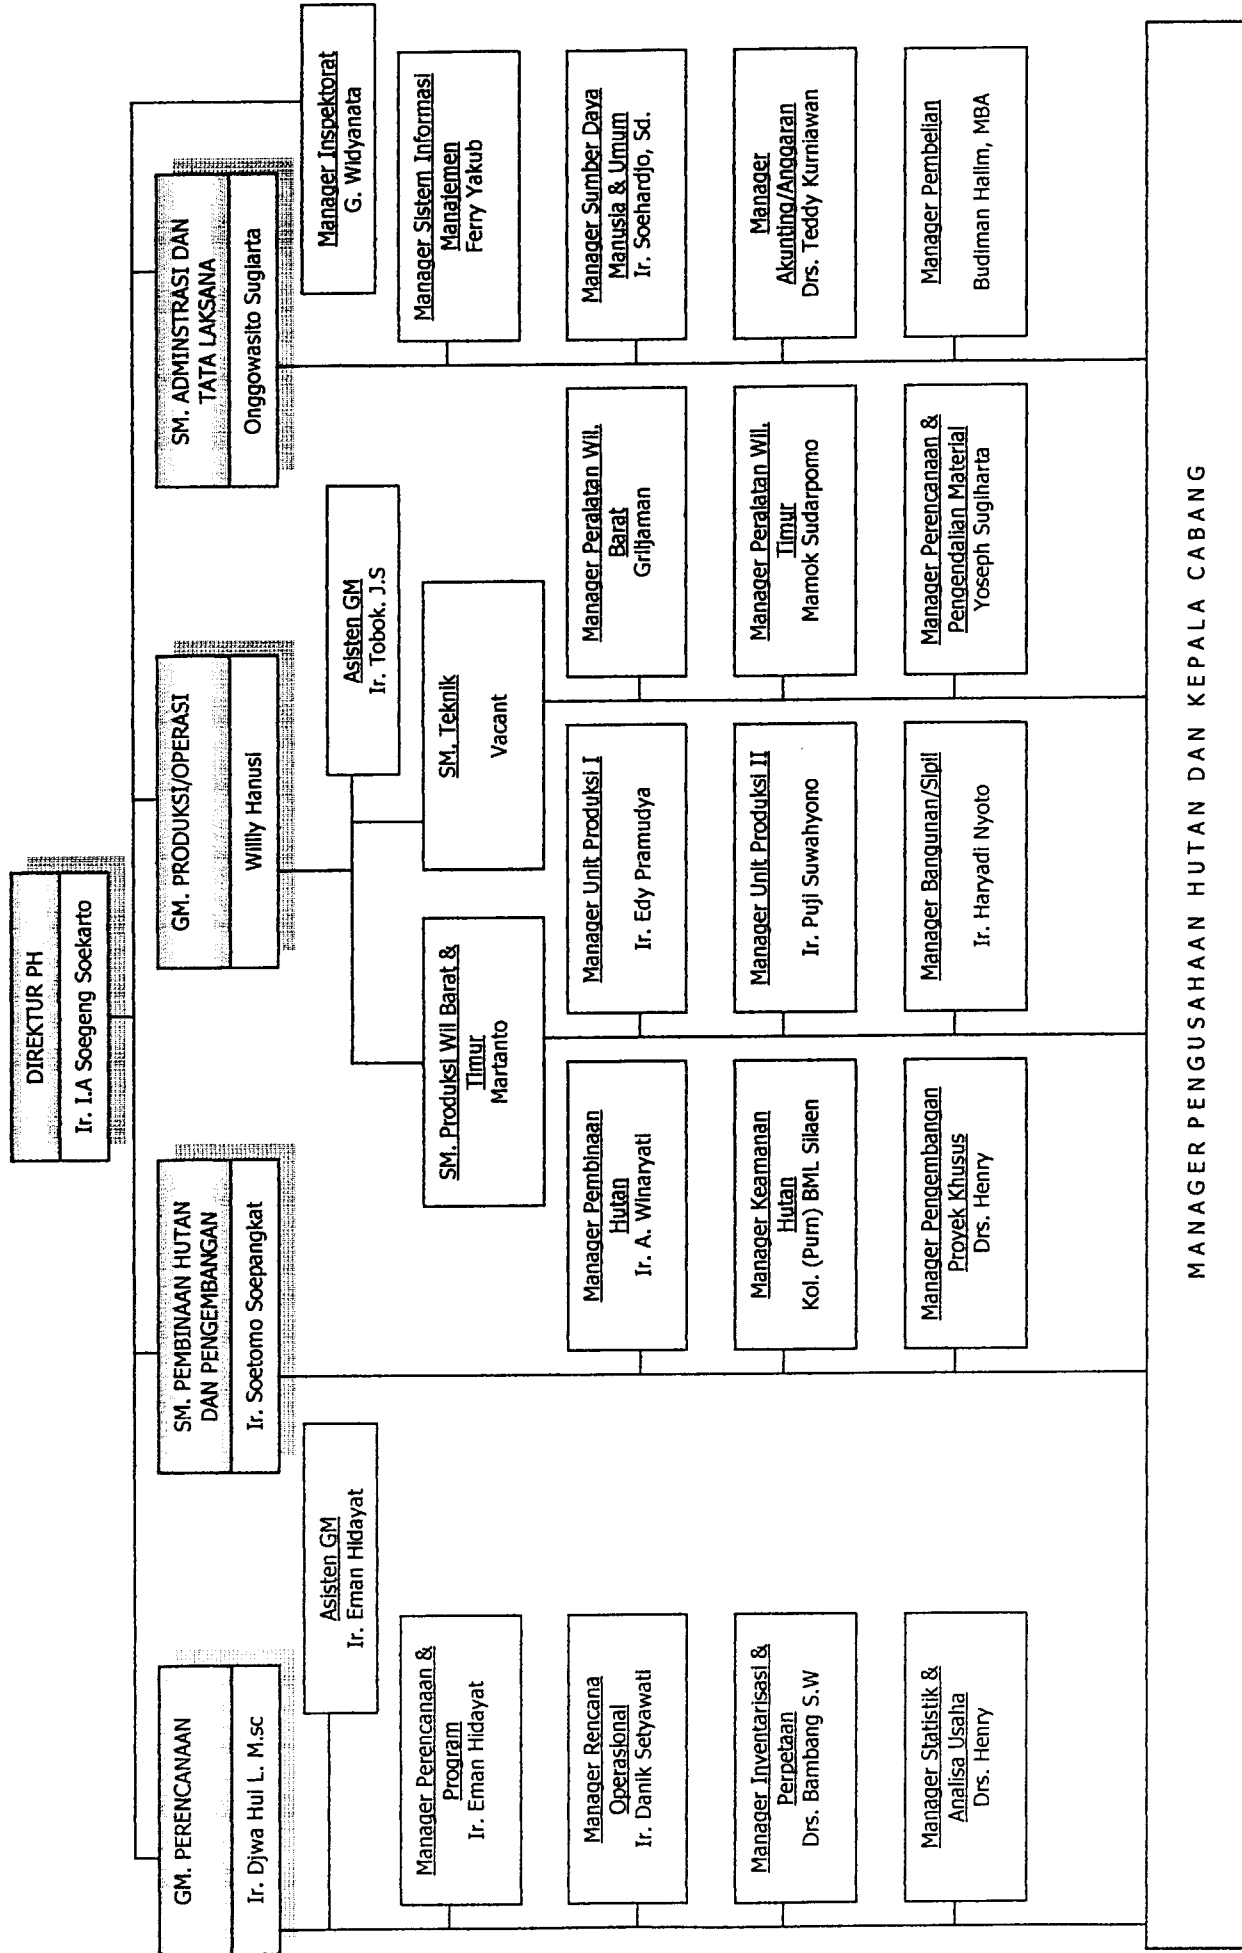 DIREKTUR PH
Ir. I.A Soegeng Soekarto
GM. PERENCANAAN
Ir. Djwa Hui L. M.sc
SM. PEMBINAAN HUTAN
DAN PENGEMBANGAN
Ir. Soetomo Soepangkat
GM. PRODUKSI/OPERASI
Willly Hanusi
SM. ADMINSTRASI DAN
TATA LAKSANA
Onggowasito Sugiarta
Manager Inspektorat
G. Widyanata
Asisten GM
Ir. Eman Hidayat
Asisten GM
Ir. Tobok. J.S
Manager Perencanaan &
Program
Ir. Eman Hidayat
SM. Produksi Wil Barat &
Timur
Martanto
SM. Teknik
Vacant
Manager Sistem Informasi
Manajemen
Ferry Yakub
Manager Rencana
Operasional
Ir. Danik Setyawati
Manager Pembinaan
Hutan
Ir. A. Winaryati
Manager Unit Produksi I
Ir. Edy Pramudya
Manager Peralatan Wil.
Barat
Griljaman
Manager Sumber Daya
Manusia & Umum
Ir. Soehardjo, Sd.
Manager Inventarisasi &
Perpetaan
Drs. Bambang S.W
Manager Keamanan
Hutan
Kol. (Purn) BML Silaen
Manager Unit Produksi II
Ir. Puji Suwahyono
Manager Peralatan Wil.
Timur
Mamok Sudarpomo
Manager
Akunting/Anggaran
Drs. Teddy Kurniawan
Manager Statistik &
Analisa Usaha
Drs. Henry
Manager Pengembangan
Proyek Khusus
Drs. Henry
Manager Bangunan/Sipil
Ir. Haryadi Nyoto
Manager Perencanaan &
Pengendalian Material
Yoseph Sugiharta
Manager Pembelian
Budiman Halim, MBA
MANAGER PENGUSAHAAN HUTAN DAN KEPALA CABANG